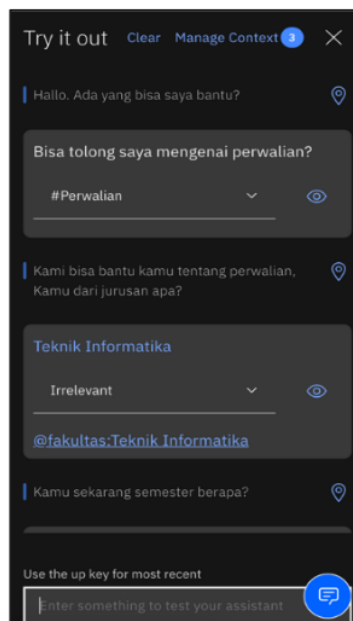 Try it out Clear Manage Context 3
Hallo. Ada yang bisa saya bantu?
Bisa tolong saya mengenai perwalian?
#Perwalian
Kami bisa bantu kamu tentang perwalian,
Kamu dari jurusan apa?
Teknik Informatika
Irrelevant
@fakultas:Teknik Informatika
Kamu sekarang semester berapa?
Use the up key for most recent
Enter something to test your assistant